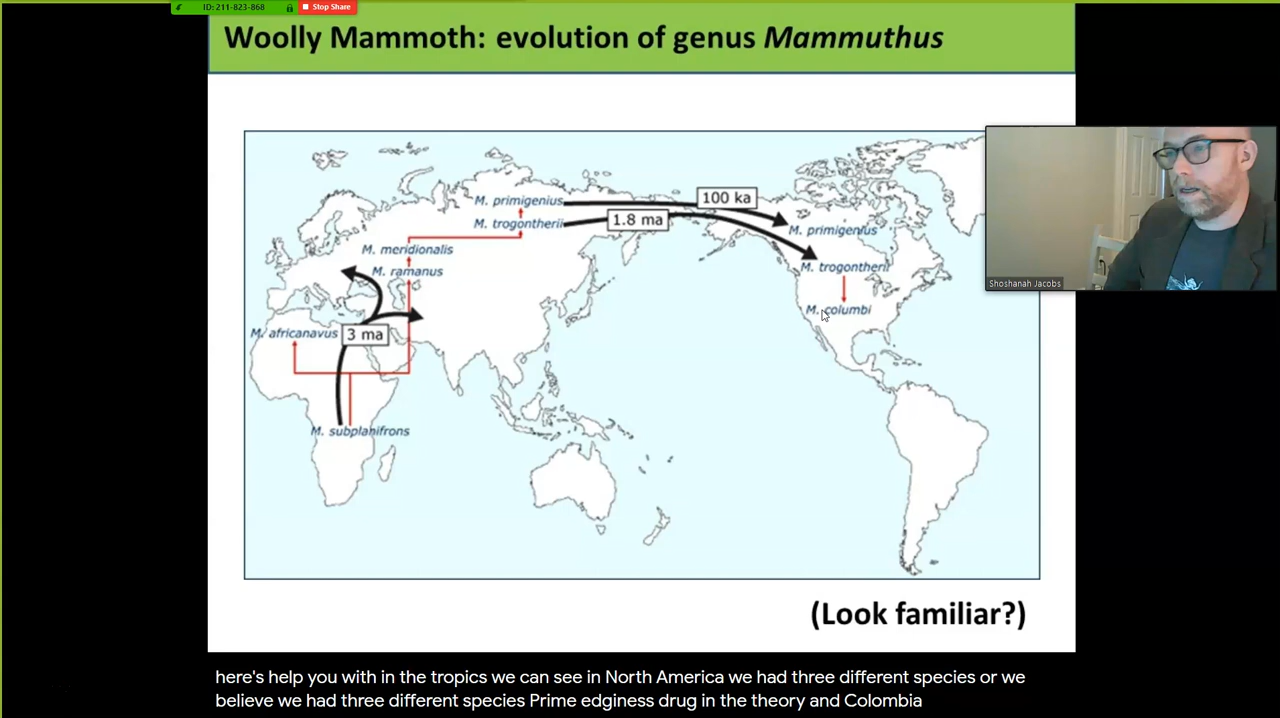 ID: 211-823-868
Stop Share
Woolly Mammoth: evolution of genus Mammuthus
M. primigenius
100 ka
M. trogontherii
1.8 ma
M. primigenius
M. meridionalis
M. trogontherii
M. ramanus
Shoshanah Jacobs
M. columbi
M. africanavus
3 ma
M. subplanifrons
(Look familiar?)
here's help you with in the tropics we can see in North America we had three different species or we
believe we had three different species Prime edginess drug in the theory and Colombia